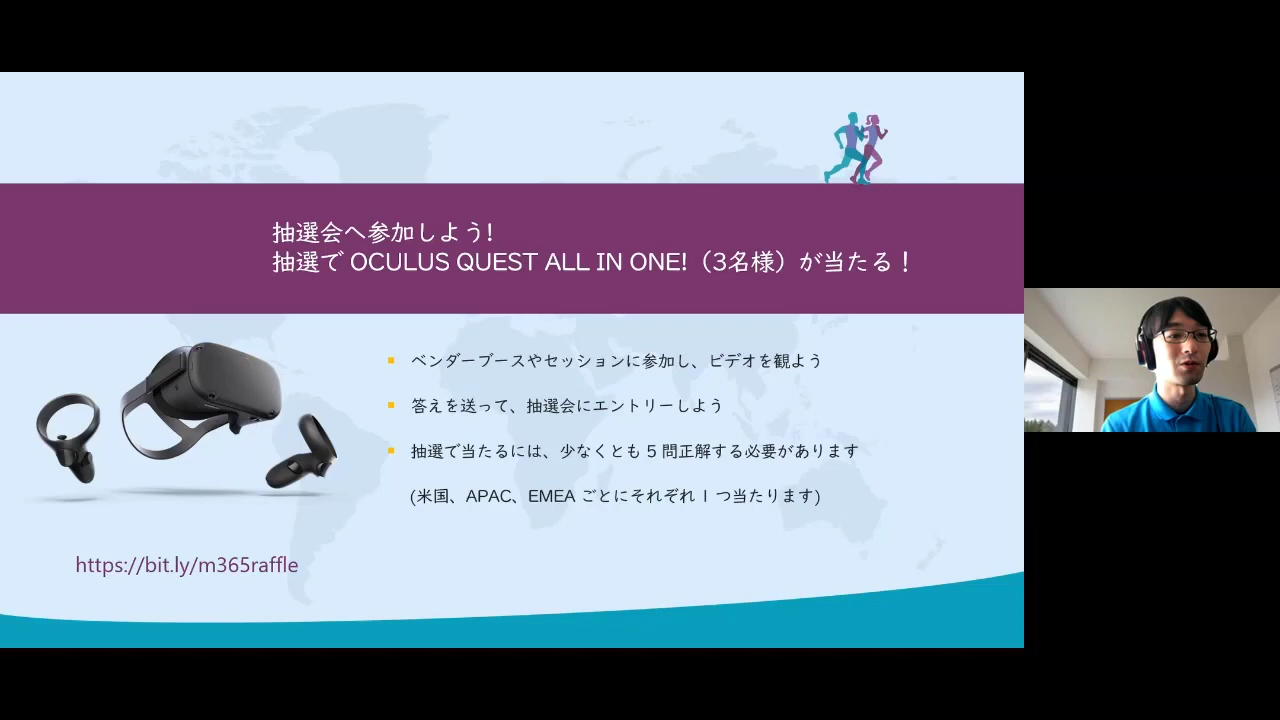 抽選会へ参加しよう!
抽選で OCULUS QUEST ALL IN ONE!（3名様）が当たる！
ベンダーブースやセッションに参加し、ビデオを観よう
答えを送って、抽選会にエントリーしよう
抽選で当たるには、少なくとも 5 問正解する必要があります
(米国、APAC、EMEA ごとにそれぞれ 1 つ当たります)
https://bit.ly/m365raffle